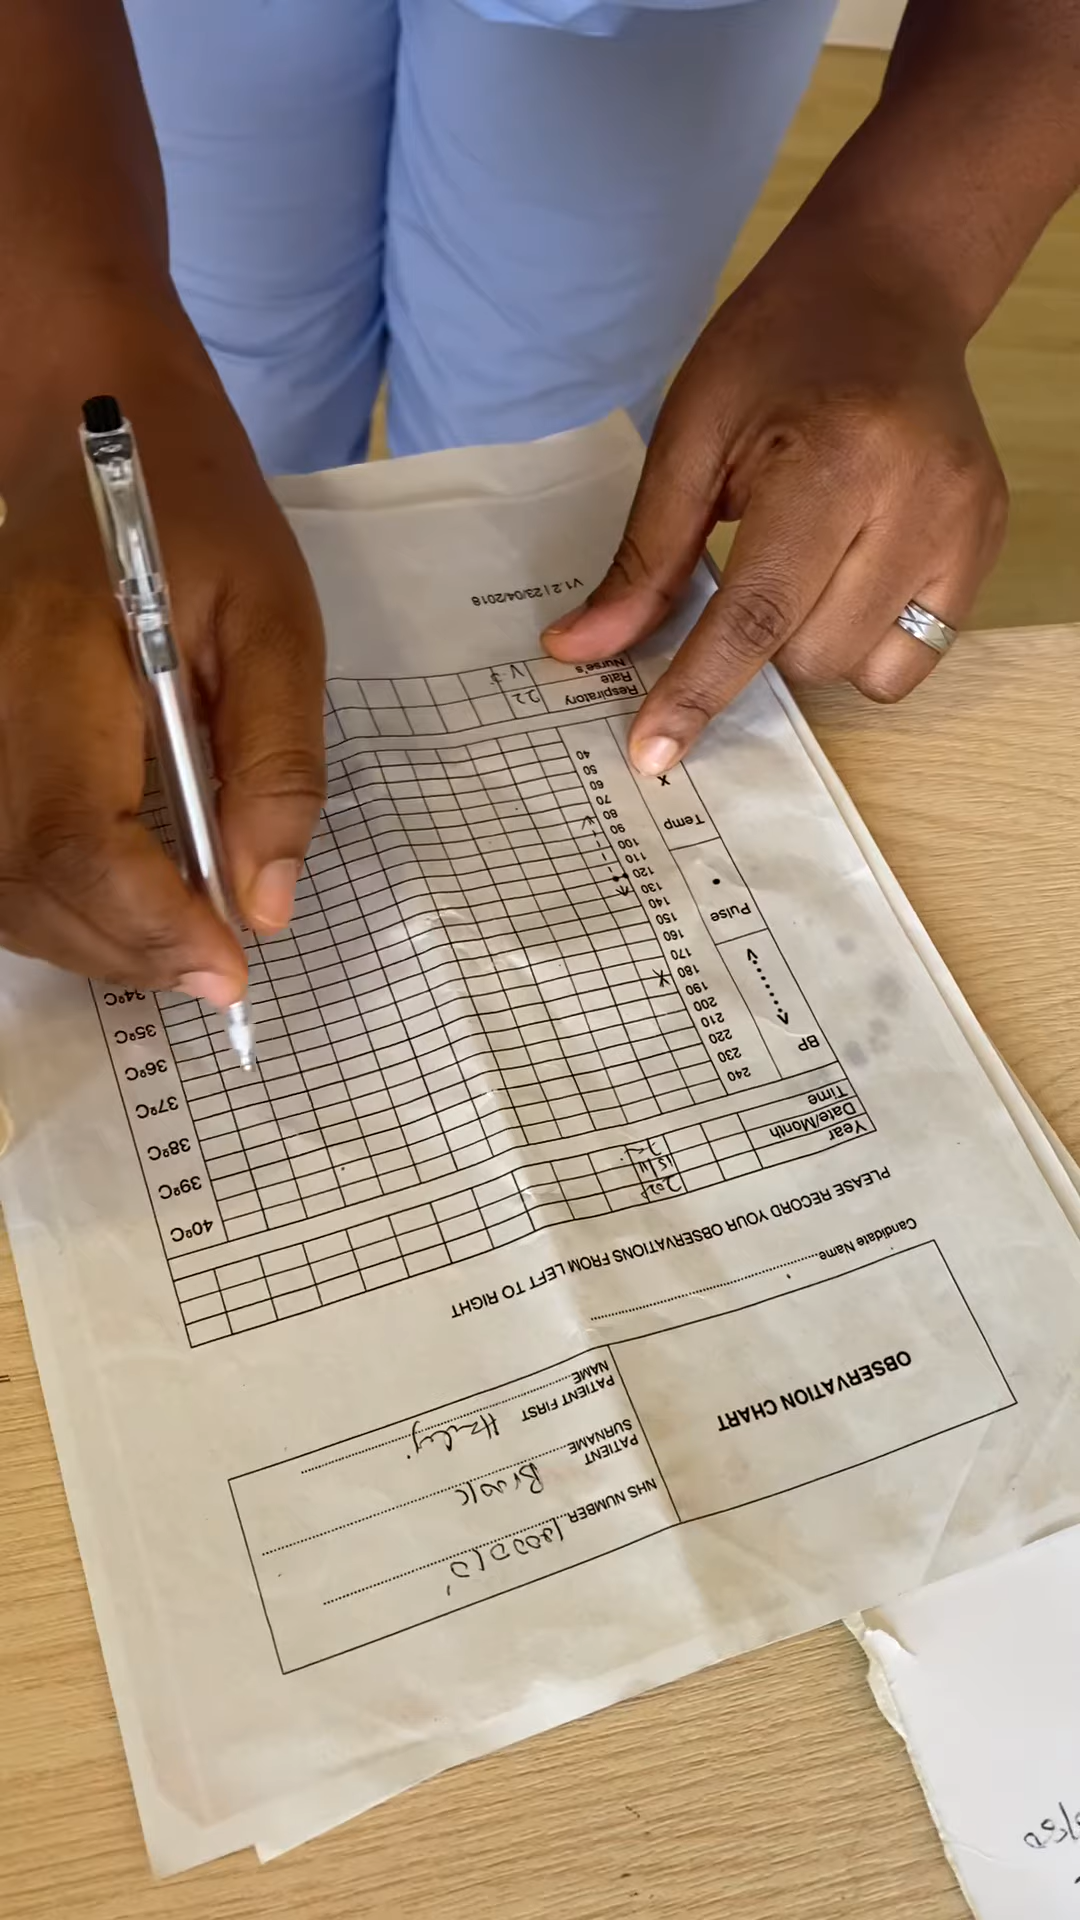 OBSERVATION CHART
NHS NUMBER
PATIENT
SURNAME
Brook
PATIENT FIRST
NAME
Candidate Name
PLEASE RECORD YOUR OBSERVATIONS FROM LEFT TO RIGHT
Year
Date/Month
Time
BP
Pulse
Temp
X
240
230
220
210
200
190
180
170
160
150
140
130
120
110
100
90
80
70
60
50
40
40ºC
39ºC
38ºC
37ºC
36ºC
35ºC
34ºC
Respiratory
Rate
22
Nurse's
V.J
V1.2 | 23/04/2018